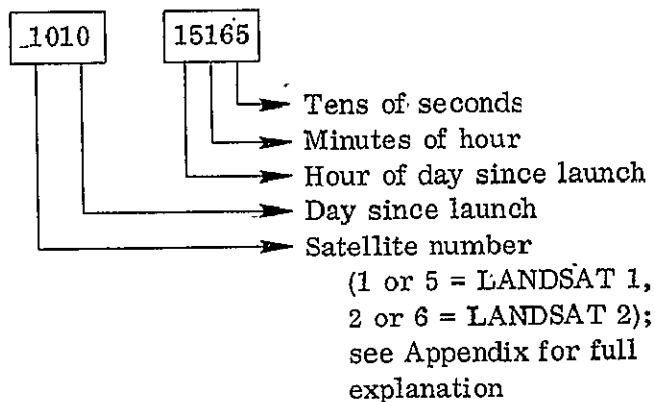 1010 15165
Tens of seconds
Minutes of hour
Hour of day since launch
Day since launch
Satellite number
(1 or 5 = LANDSAT 1,
2 or 6 = LANDSAT 2);
see Appendix for full
explanation